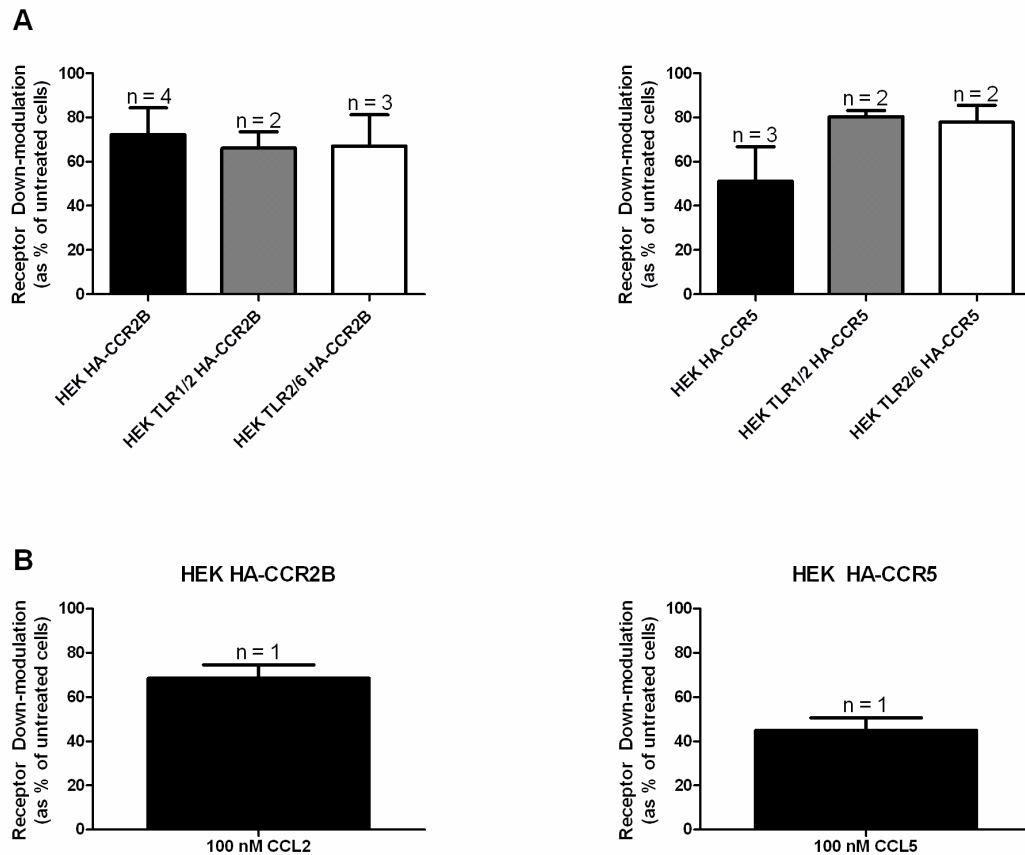 A
Receptor Down-modulation
(as % of untreated cells)
100
80
60
40
20
0
n = 4
n = 2
n = 3
HEK HA-CCR2B
HEK TLR1/2 HA-CCR2B
HEK TLR2/6 HA-CCR2B
Receptor Down-modulation
(as % of untreated cells)
100
80
60
40
20
0
n = 3
n = 2
n = 2
HEK HA-CCR5
HEK TLR1/2 HA-CCR5
HEK TLR2/6 HA-CCR5
B
HEK HA-CCR2B
Receptor Down-modulation
(as % of untreated cells)
100
80
60
40
20
0
n = 1
100 nM CCL2
HEK HA-CCR5
Receptor Down-modulation
(as % of untreated cells)
100
80
60
40
20
0
n = 1
100 nM CCL5